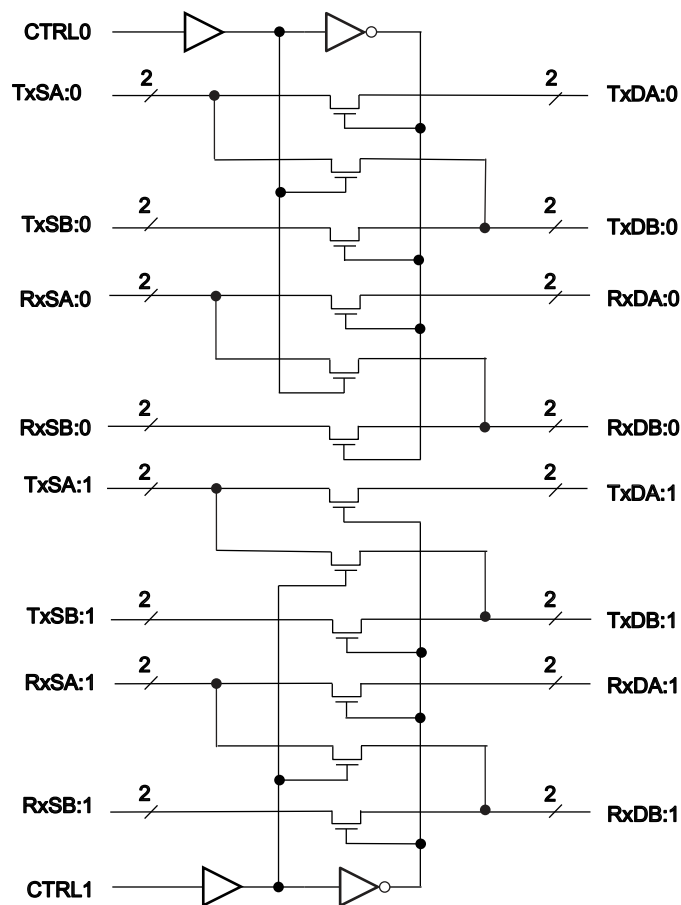 CTRL0
TxSA:0 2 2 TxDA:0
TxSB:0 2 2 TxDB:0
RxSA:0 2 2 RxDA:0
RxSB:0 2 2 RxDB:0
TxSA:1 2 2 TxDA:1
TxSB:1 2 2 TxDB:1
RxSA:1 2 2 RxDA:1
RxSB:1 2 2 RxDB:1
CTRL1